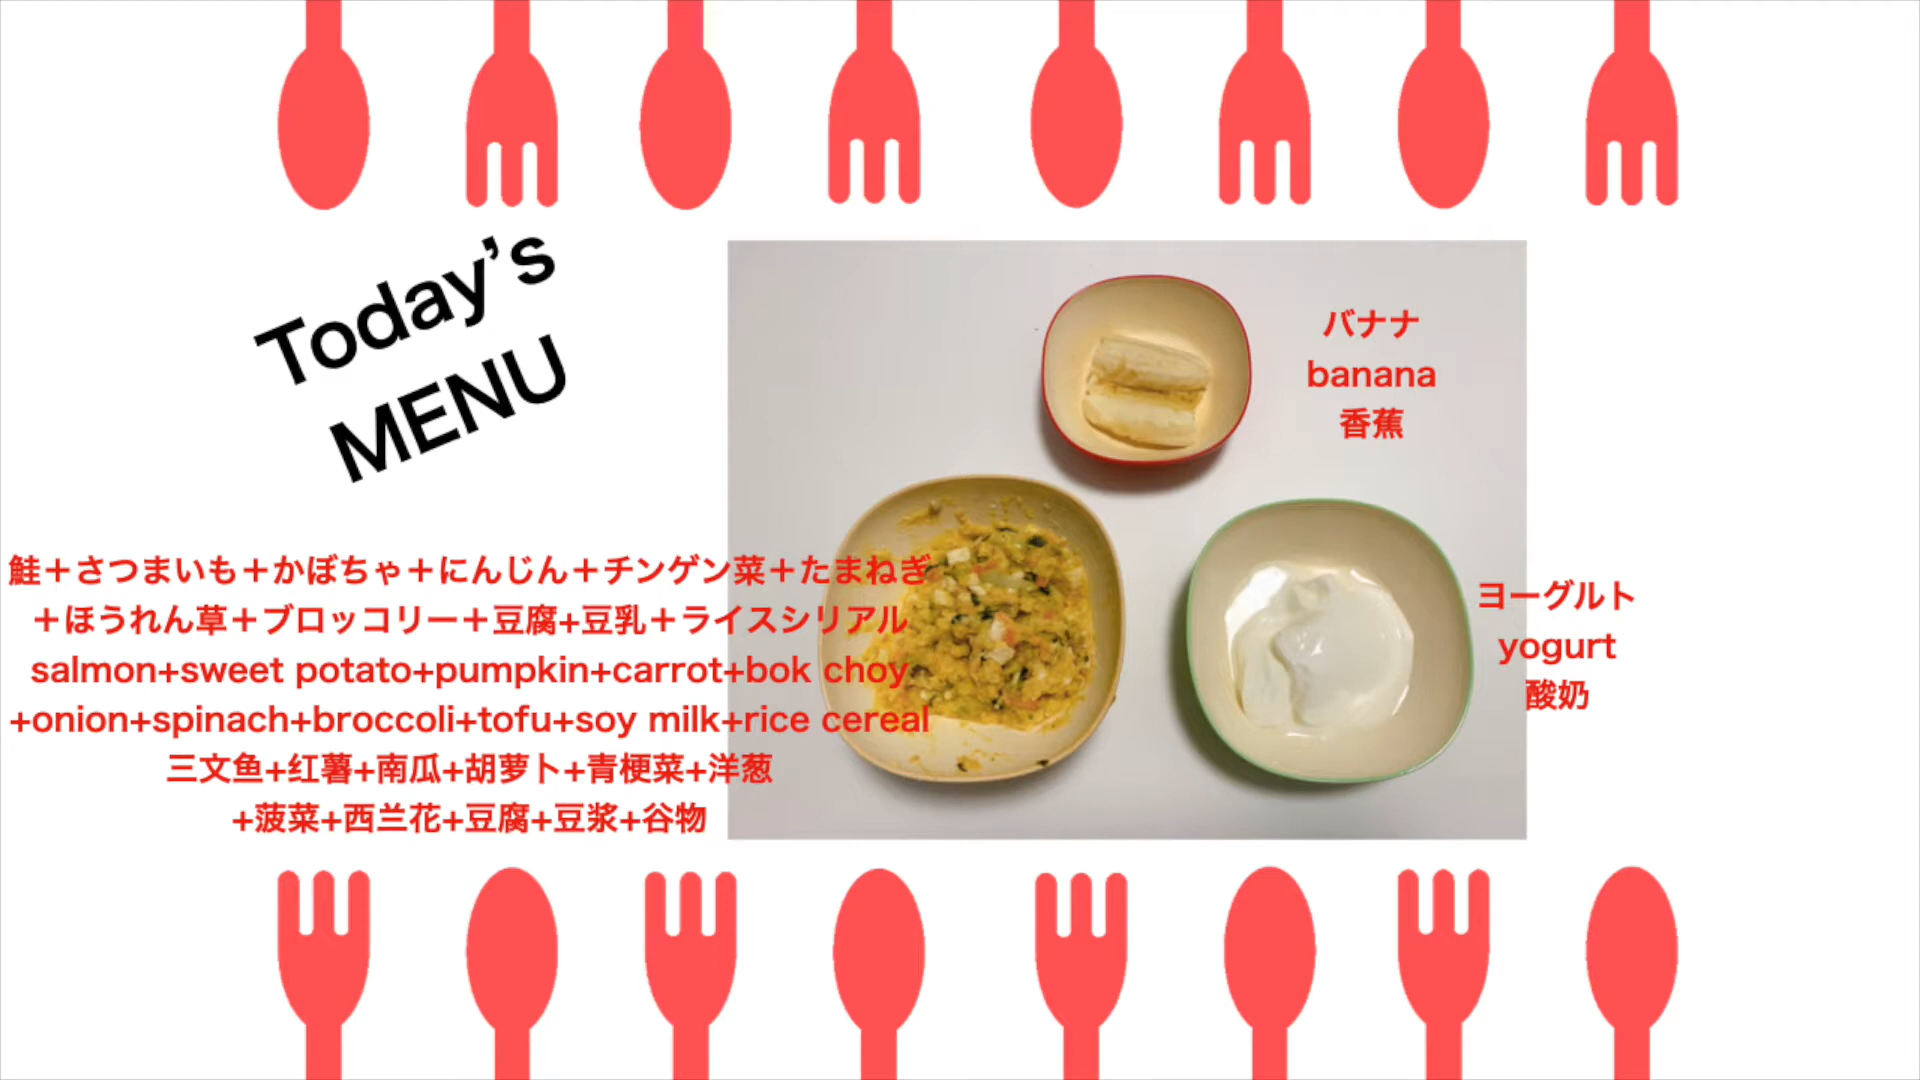 Today’s
MENU
バナナ
banana
香蕉
鮭＋さつまいも＋かぼちゃ＋にんじん＋チンゲン菜＋たまねぎ
＋ほうれん草＋ブロッコリー＋豆腐+豆乳＋ライスシリアル
salmon+sweet potato+pumpkin+carrot+bok choy
+onion+spinach+broccoli+tofu+soy milk+rice cereal
三文鱼+红薯+南瓜+胡萝卜+青梗菜+洋葱
+菠菜+西兰花+豆腐+豆浆+谷物
ヨーグルト
yogurt
酸奶